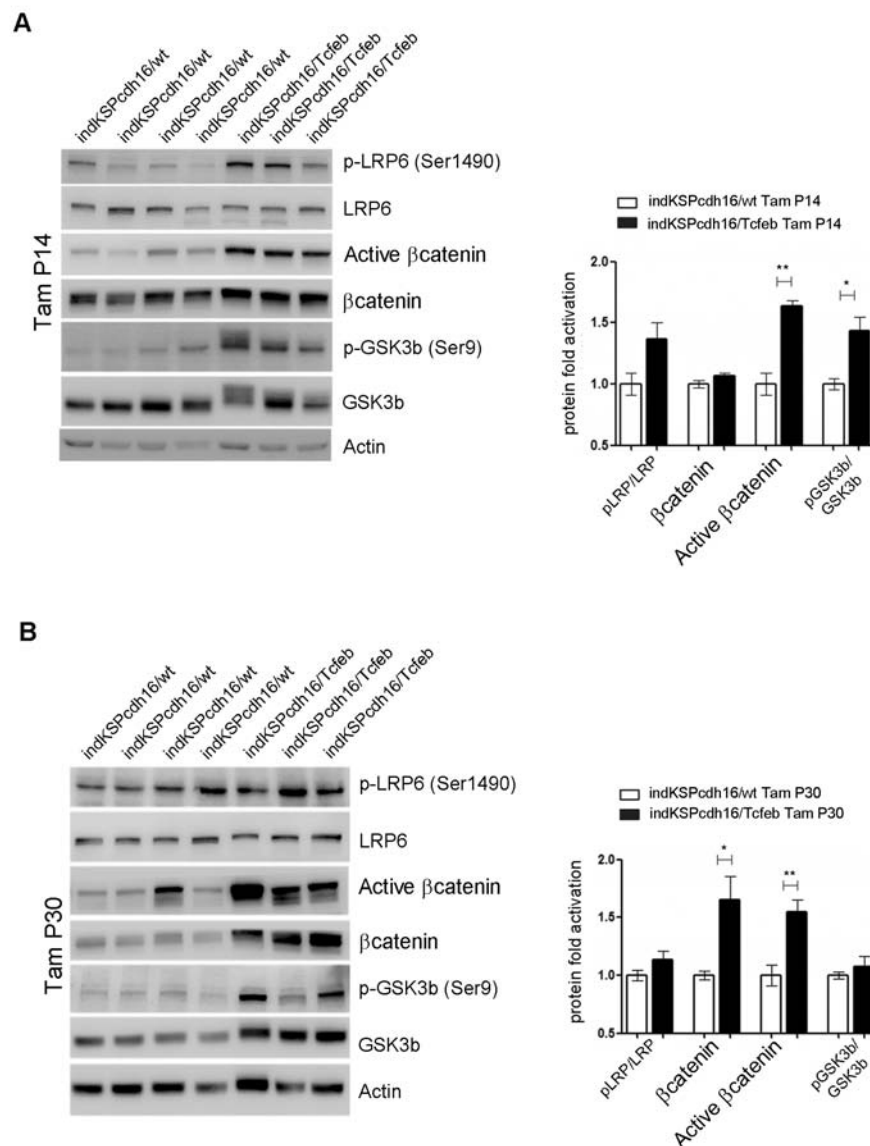 A
indKSPcdh16/wt
indKSPcdh16/wt
indKSPcdh16/wt
indKSPcdh16/wt
indKSPcdh16/Tcfeb
indKSPcdh16/Tcfeb
indKSPcdh16/Tcfeb
Tam P14
p-LRP6 (Ser1490)
LRP6
Active βcatenin
βcatenin
p-GSK3b (Ser9)
GSK3b
Actin
indKSPcdh16/wt Tam P14
indKSPcdh16/Tcfeb Tam P14
protein fold activation
2.0
1.5
1.0
0.5
**
*
pLRP/LRP
βcatenin
Active βcatenin
pGSK3b/
GSK3b
B
indKSPcdh16/wt
indKSPcdh16/wt
indKSPcdh16/wt
indKSPcdh16/wt
indKSPcdh16/Tcfeb
indKSPcdh16/Tcfeb
indKSPcdh16/Tcfeb
Tam P30
p-LRP6 (Ser1490)
LRP6
Active βcatenin
βcatenin
p-GSK3b (Ser9)
GSK3b
Actin
indKSPcdh16/wt Tam P30
indKSPcdh16/Tcfeb Tam P30
protein fold activation
2.0
1.5
1.0
0.5
*
**
pLRP/LRP
βcatenin
Active βcatenin
pGSK3b/
GSK3b